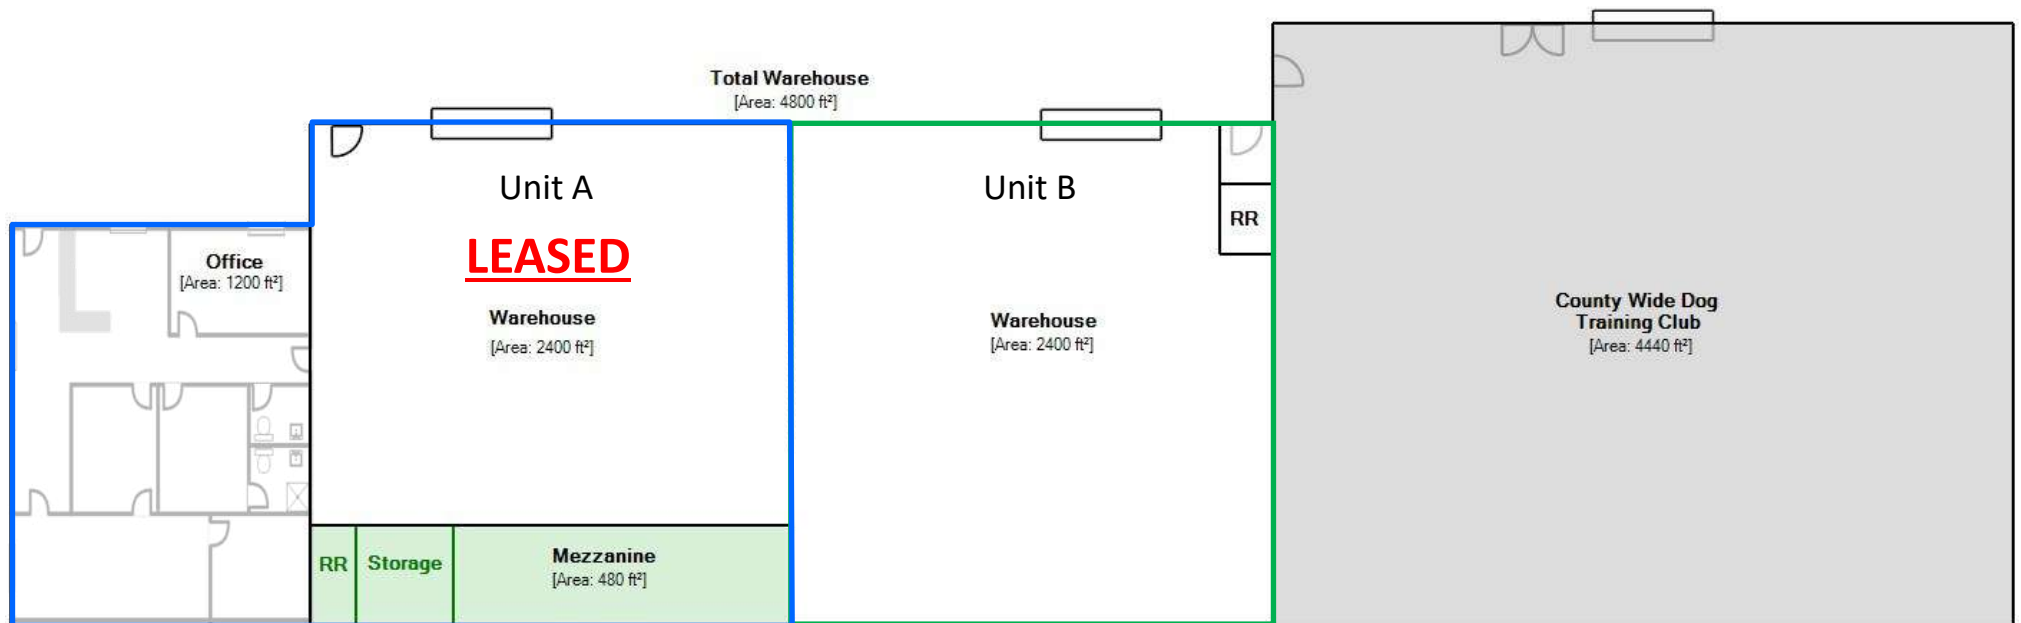 Total Warehouse
[Area: 4800 ft²]
Unit A
LEASED
Warehouse
[Area: 2400 ft²]
Office
[Area: 1200 ft²]
RR
Storage
Mezzanine
[Area: 480 ft²]
Unit B
RR
Warehouse
[Area: 2400 ft²]
County Wide Dog
Training Club
[Area: 4440 ft²]